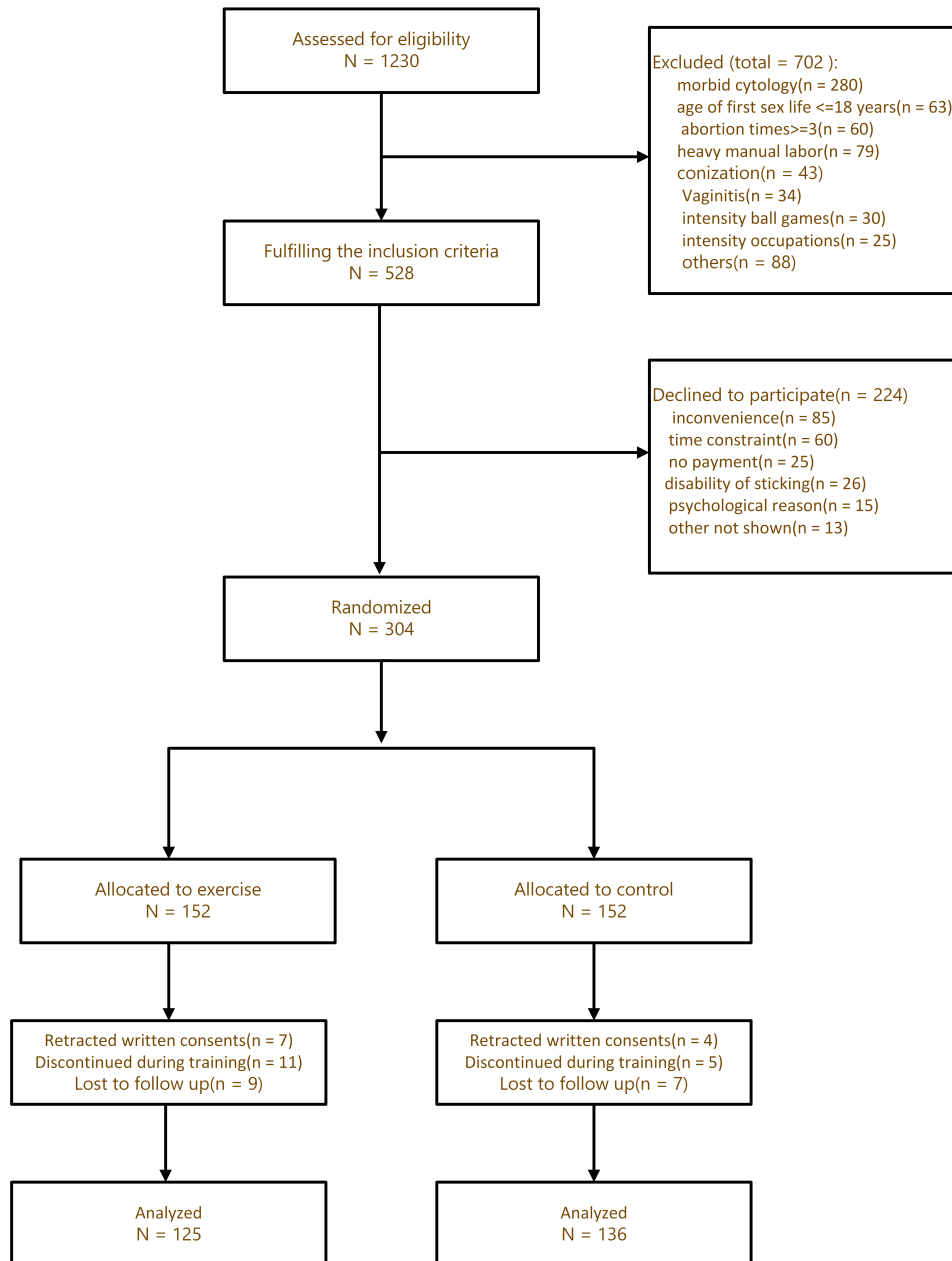 Assessed for eligibility
N = 1230
Excluded (total = 702 ):
morbid cytology(n = 280)
age of first sex life <=18 years(n = 63)
abortion times>=3(n = 60)
heavy manual labor(n = 79)
conization(n = 43)
Vaginitis(n = 34)
intensity ball games(n = 30)
intensity occupations(n = 25)
others(n = 88)
Fulfilling the inclusion criteria
N = 528
Declined to participate(n = 224)
inconvenience(n = 85)
time constraint(n = 60)
no payment(n = 25)
disability of sticking(n = 26)
psychological reason(n = 15)
other not shown(n = 13)
Randomized
N = 304
Allocated to exercise
N = 152
Allocated to control
N = 152
Retracted written consents(n = 7)
Discontinued during training(n = 11)
Lost to follow up(n = 9)
Retracted written consents(n = 4)
Discontinued during training(n = 5)
Lost to follow up(n = 7)
Analyzed
N = 125
Analyzed
N = 136